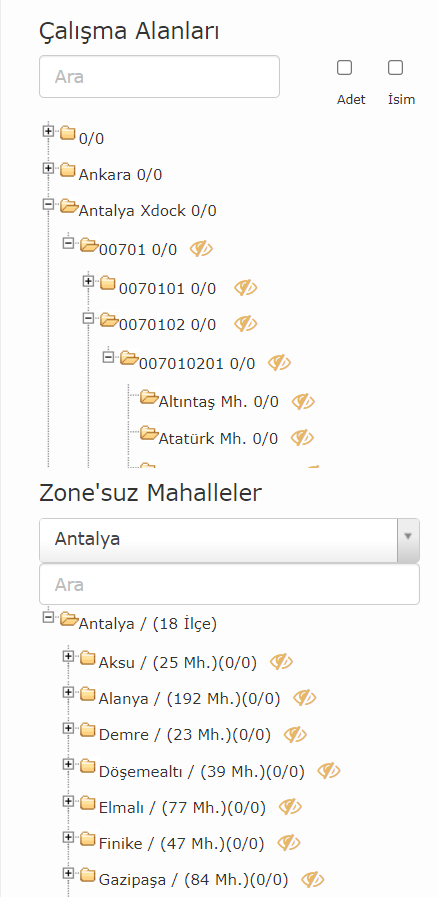 Çalışma Alanları
Ara
Adet İsim
0/0
Ankara 0/0
Antalya Xdock 0/0
00701 0/0
0070101 0/0
0070102 0/0
007010201 0/0
Altıntaş Mh. 0/0
Atatürk Mh. 0/0
Zone'suz Mahalleler
Antalya
Ara
Antalya / (18 İlçe)
Aksu / (25 Mh.)(0/0)
Alanya / (192 Mh.)(0/0)
Demre / (23 Mh.)(0/0)
Döşemealtı / (39 Mh.)(0/0)
Elmalı / (77 Mh.)(0/0)
Finike / (47 Mh.)(0/0)
Gazipaşa / (84 Mh.)(0/0)